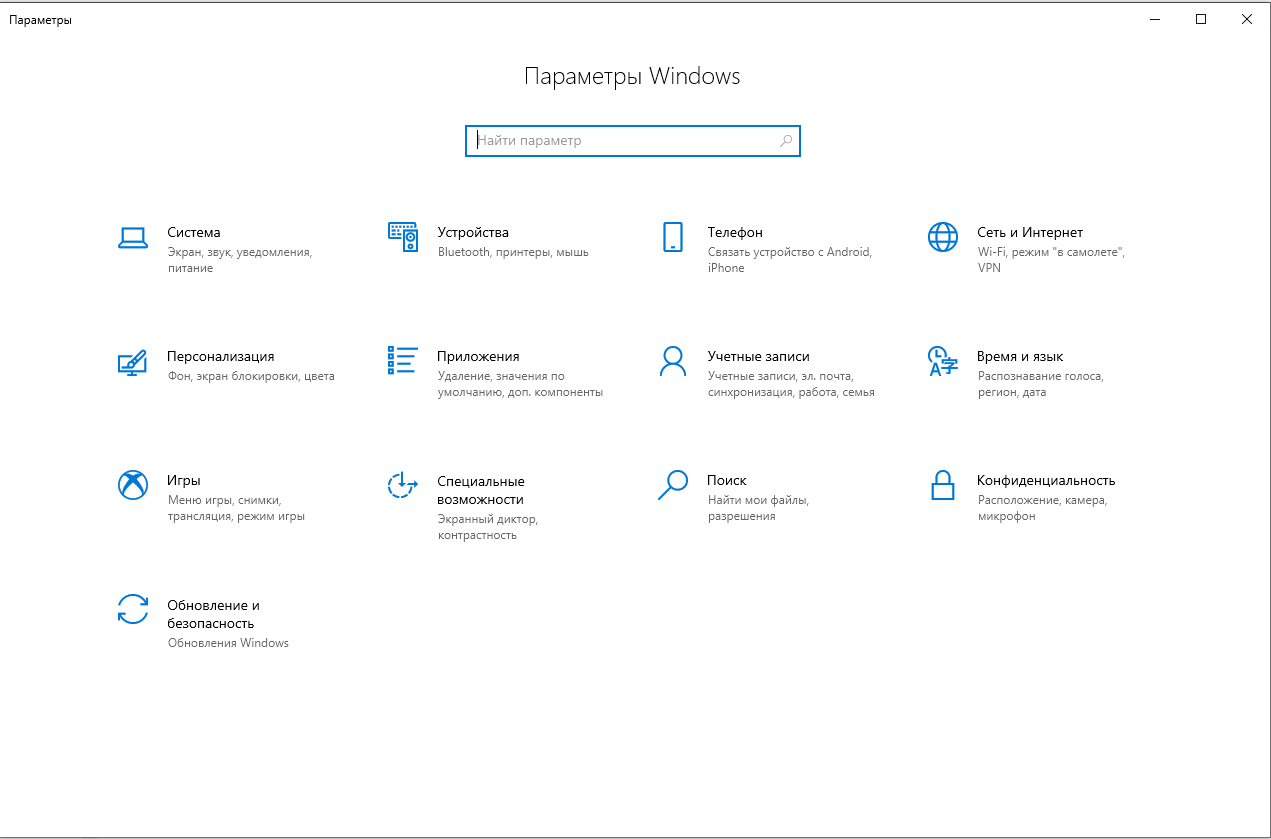 Параметры
Параметры Windows
Найти параметр
Система
Экран, звук, уведомления,
питание
Устройства
Bluetooth, принтеры, мышь
Телефон
Связать устройство с Android,
iPhone
Сеть и Интернет
Wi-Fi, режим "в самолете",
VPN
Персонализация
Фон, экран блокировки, цвета
Приложения
Удаление, значения по
умолчанию, доп. компоненты
Учетные записи
Учетные записи, эл. почта,
синхронизация, работа, семья
Время и язык
Распознавание голоса,
регион, дата
Игры
Меню игры, снимки,
трансляция, режим игры
Специальные
возможности
Экранный диктор,
контрастность
Поиск
Найти мои файлы,
разрешения
Конфиденциальность
Расположение, камера,
микрофон
Обновление и
безопасность
Обновления Windows